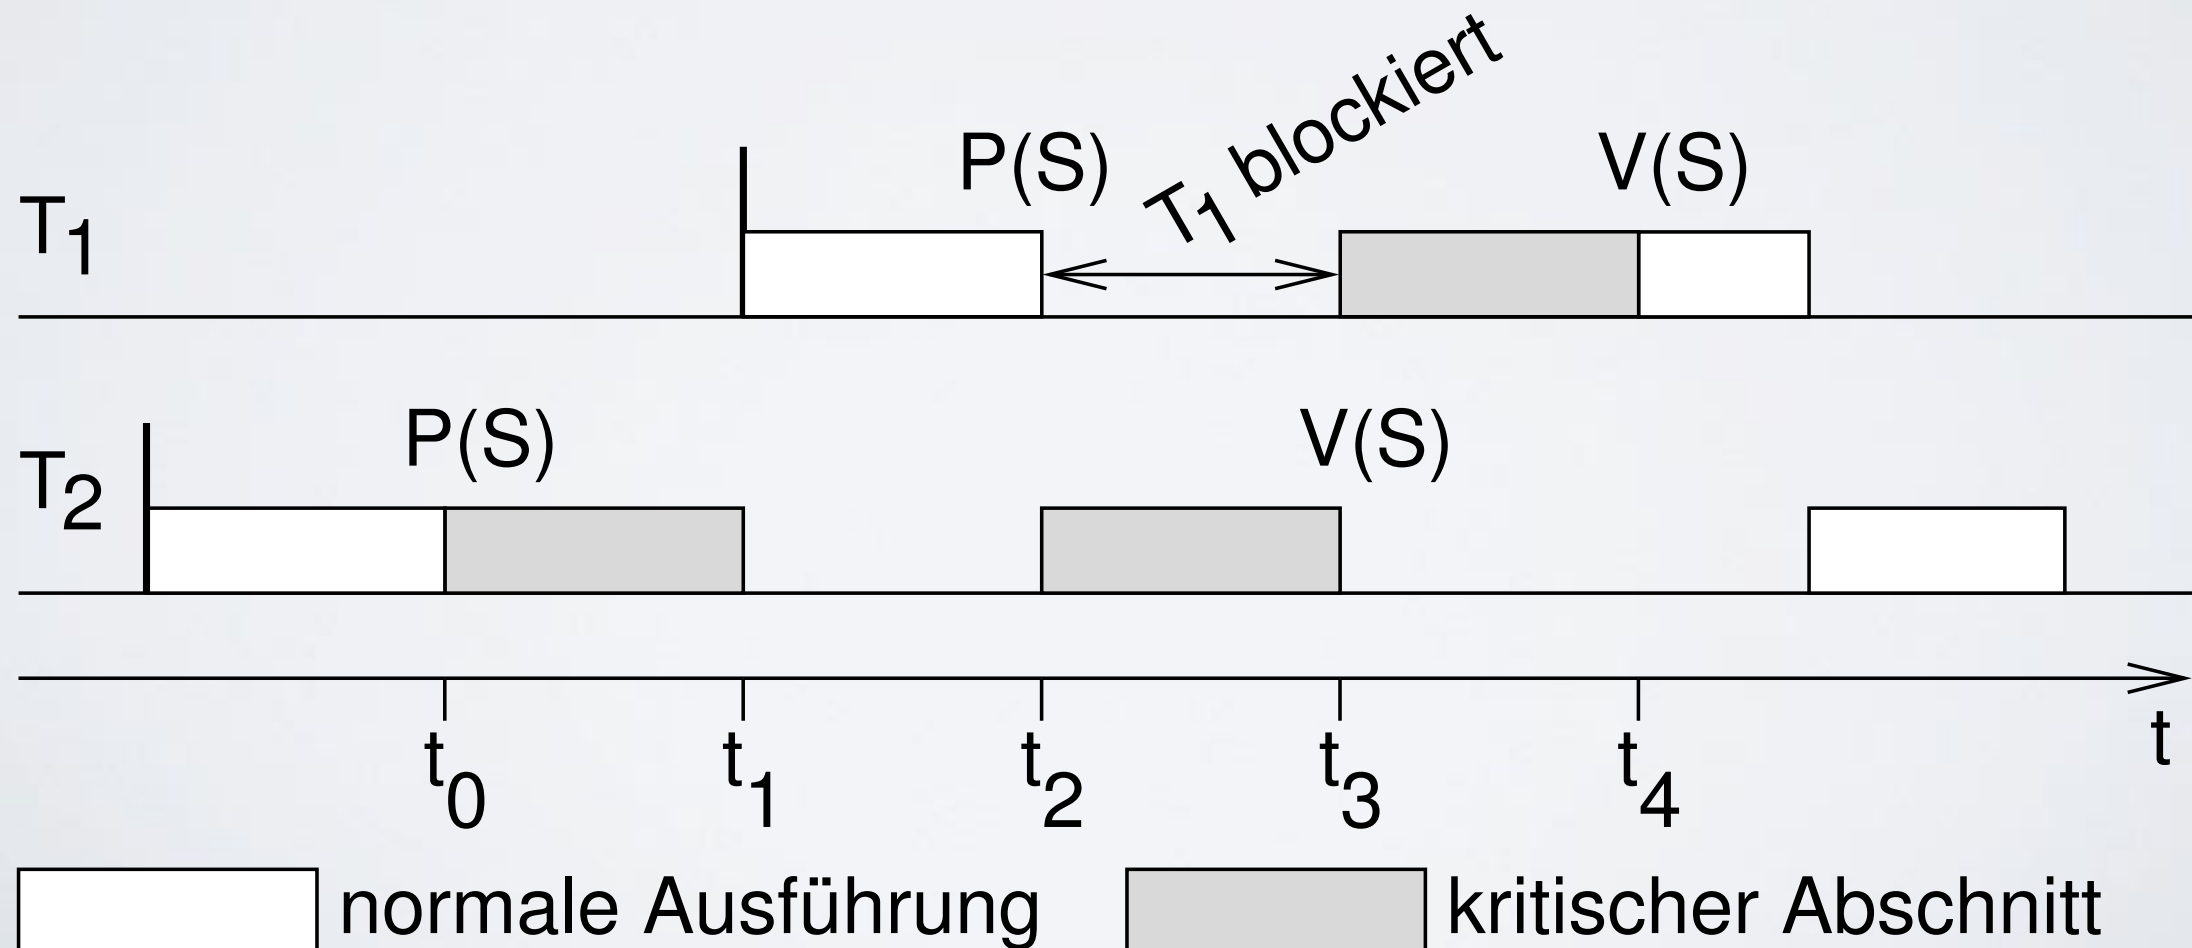 T1 blockiert
P(S)
V(S)
T1
P(S)
V(S)
T2
t0 t1 t2 t3 t4 t
normale Ausführung kritischer Abschnitt